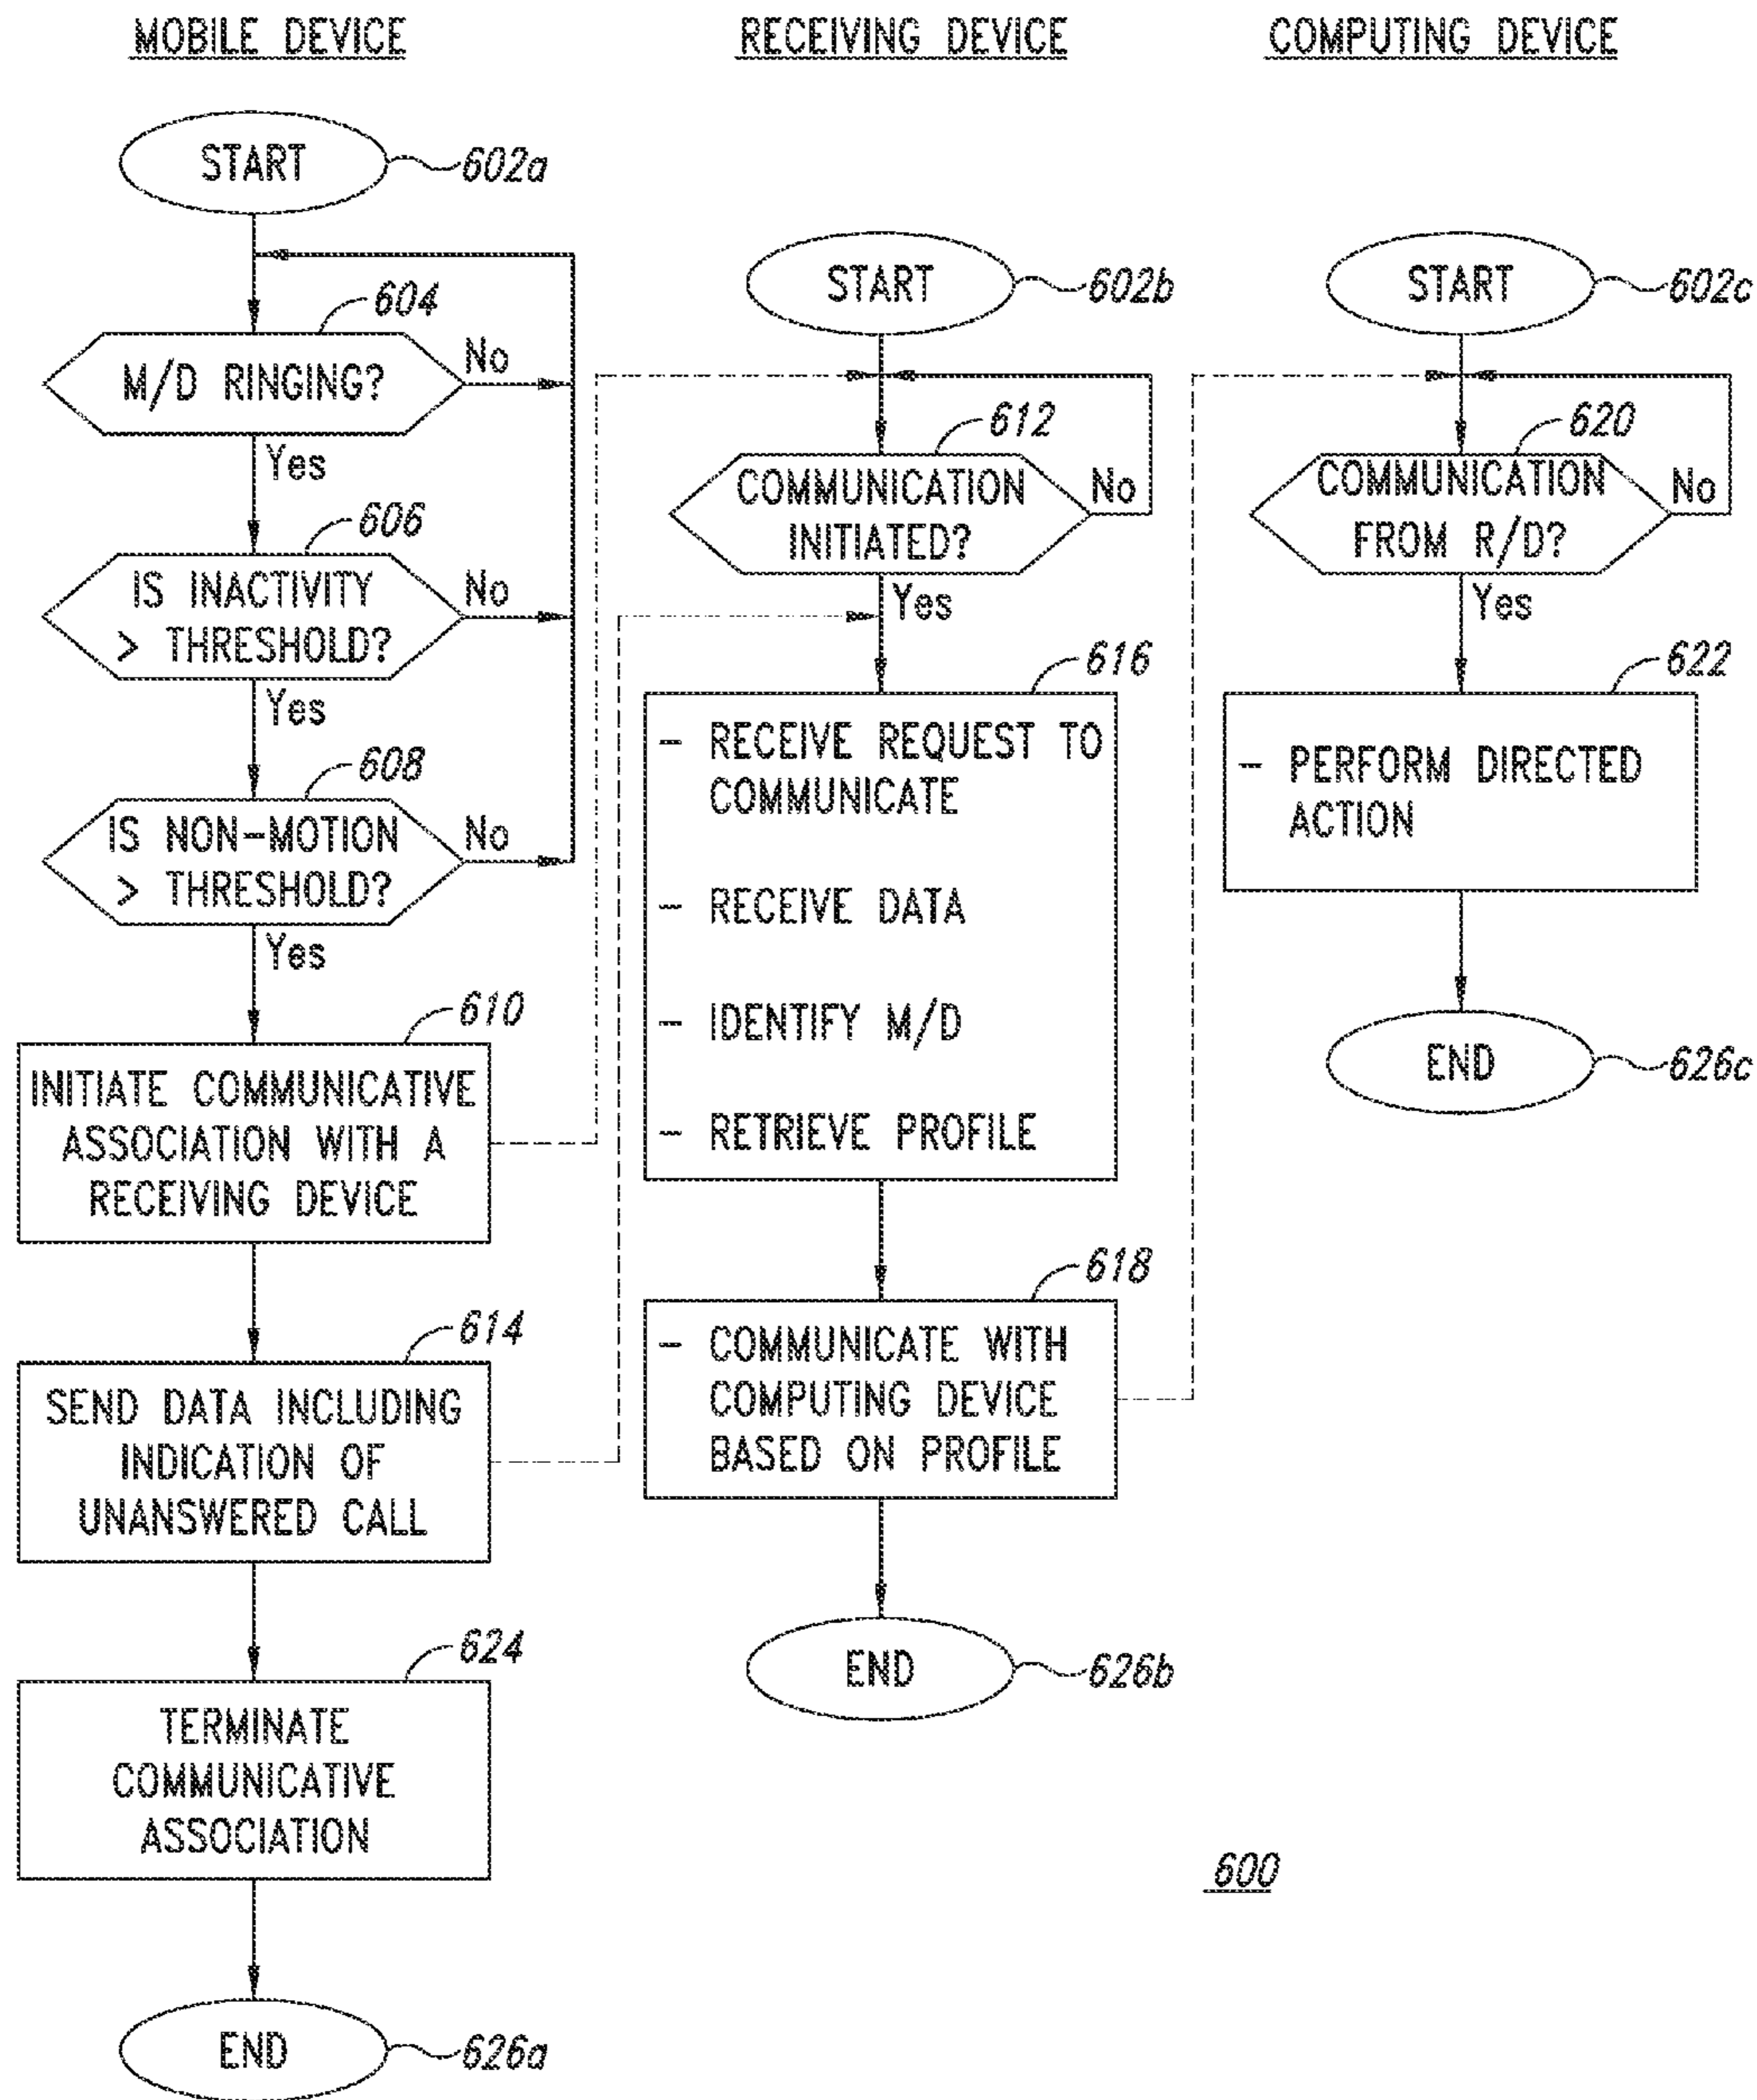 MOBILE DEVICE
START
602a
604
M/D RINGING?
No
Yes
606
IS INACTIVITY
> THRESHOLD?
No
Yes
608
IS NON-MOTION
> THRESHOLD?
No
Yes
610
INITIATE COMMUNICATIVE
ASSOCIATION WITH A
RECEIVING DEVICE
614
SEND DATA INCLUDING
INDICATION OF
UNANSWERED CALL
624
TERMINATE
COMMUNICATIVE
ASSOCIATION
END
626a
RECEIVING DEVICE
START
602b
612
COMMUNICATION
INITIATED?
No
Yes
616
- RECEIVE REQUEST TO
COMMUNICATE
- RECEIVE DATA
- IDENTIFY M/D
- RETRIEVE PROFILE
618
- COMMUNICATE WITH
COMPUTING DEVICE
BASED ON PROFILE
END
626b
COMPUTING DEVICE
START
602c
620
COMMUNICATION
FROM R/D?
No
Yes
622
- PERFORM DIRECTED
ACTION
END
626c
600